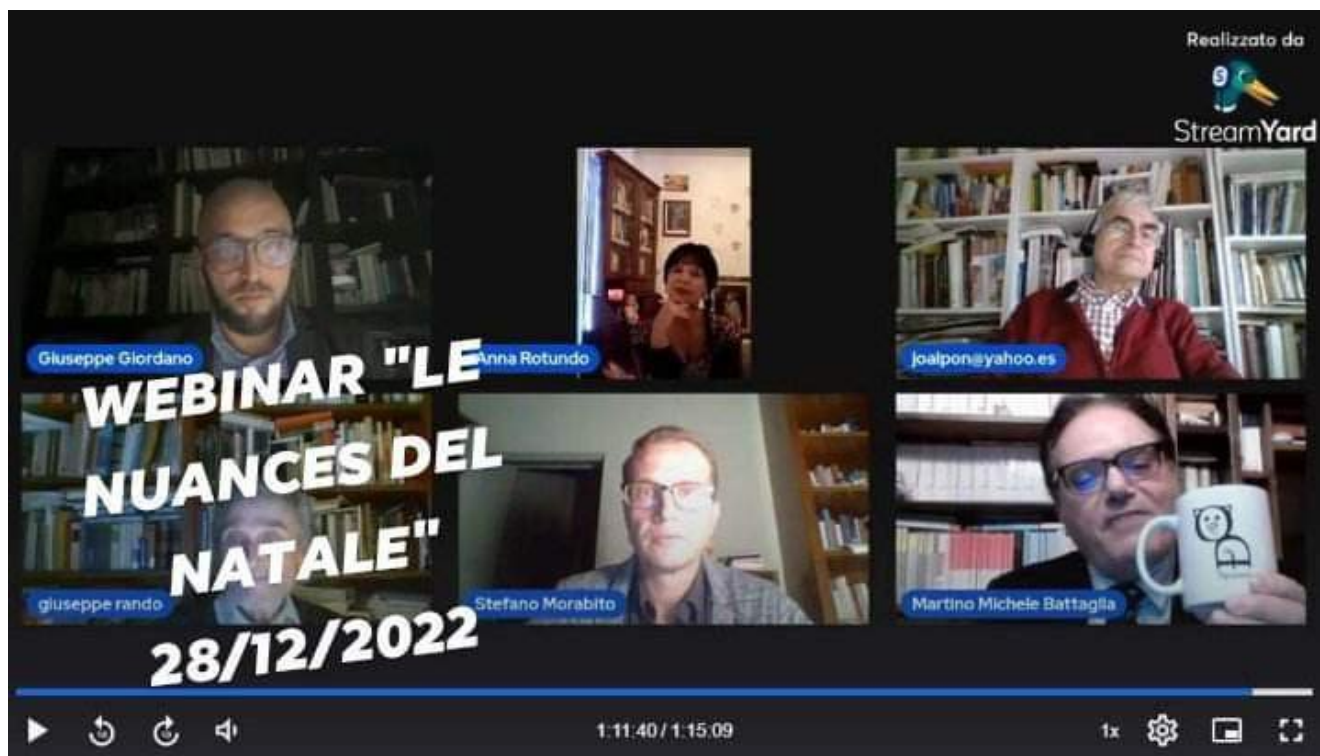 Realizzato da
StreamYard
Giuseppe Giordano
Anna Rotundo
joalpon@yahoo.es
WEBINAR "LE
NUANCES DEL
NATALE"
28/12/2022
giuseppe rando
Stefano Morabito
Martino Michele Battaglia
1:11:40 / 1:15:09
1x